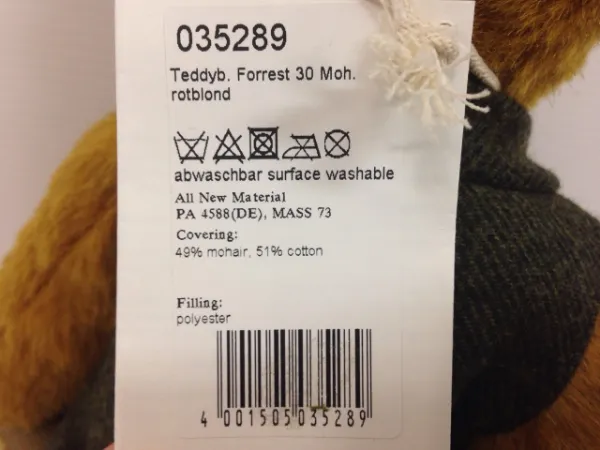 035289
Teddyb. Forrest 30 Moh.
rotblond
abwaschbar surface washable
All New Material
PA 4588(DE), MASS 73
Covering:
49% mohair, 51% cotton
Filling:
polyester
4 001505 035289